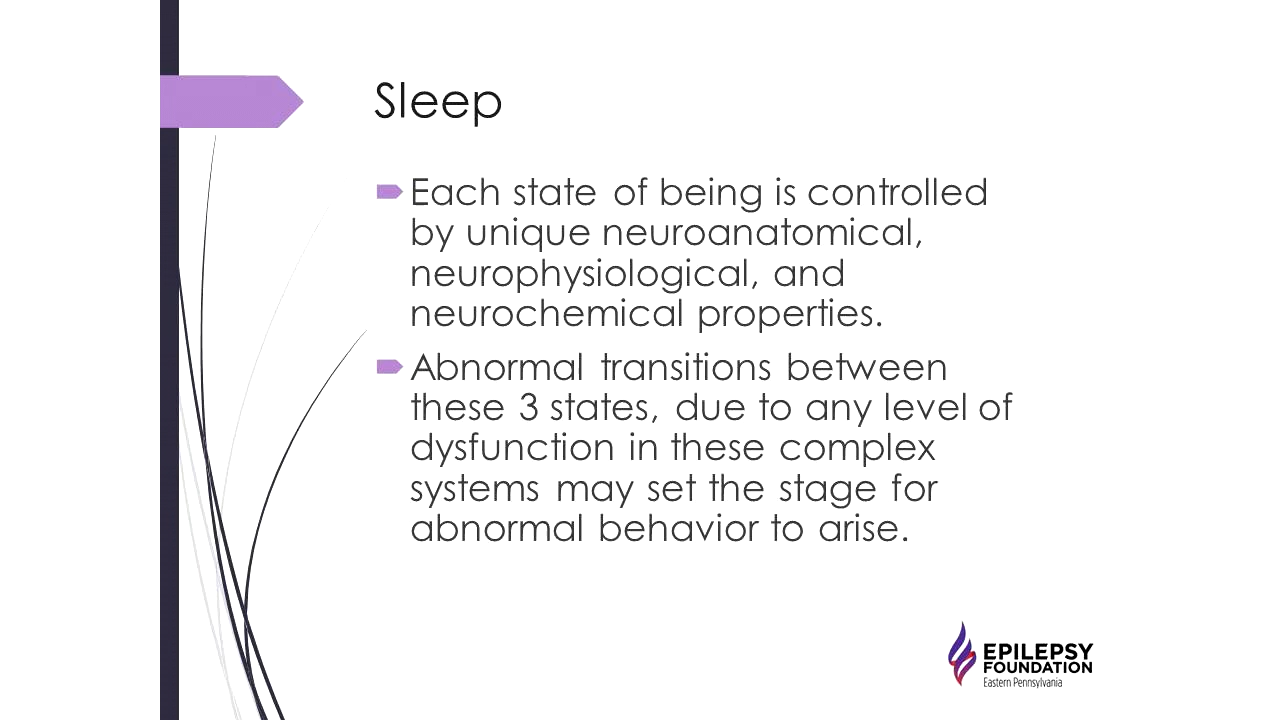 Sleep
Each state of being is controlled
by unique neuroanatomical,
neurophysiological, and
neurochemical properties.
Abnormal transitions between
these 3 states, due to any level of
dysfunction in these complex
systems may set the stage for
abnormal behavior to arise.
EPILEPSY
FOUNDATION
Eastern Pennsylvania